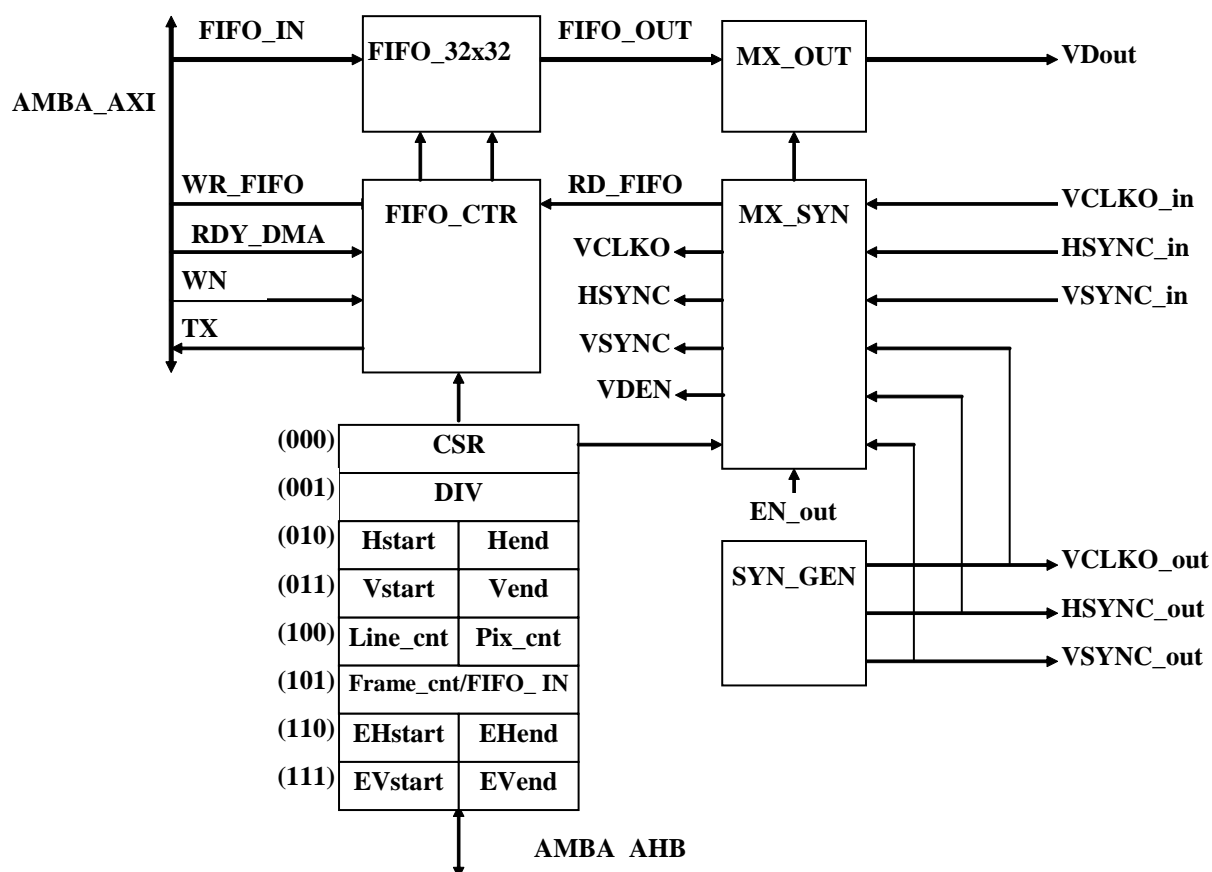 FIFO_IN
FIFO_32x32
FIFO_OUT
MX_OUT
VDout
AMBA_AXI
WR_FIFO
FIFO_CTR
RD_FIFO
MX_SYN
VCLKO_in
RDY_DMA
VCLKO
HSYNC_in
WN
HSYNC
VSYNC_in
TX
VSYNC
VDEN
(000) CSR
(001) DIV
EN_out
(010) Hstart Hend
SYN_GEN
VCLKO_out
(011) Vstart Vend
HSYNC_out
(100) Line_cnt Pix_cnt
VSYNC_out
(101) Frame_cnt/FIFO_ IN
(110) EHstart EHend
(111) EVstart EVend
AMBA AHB